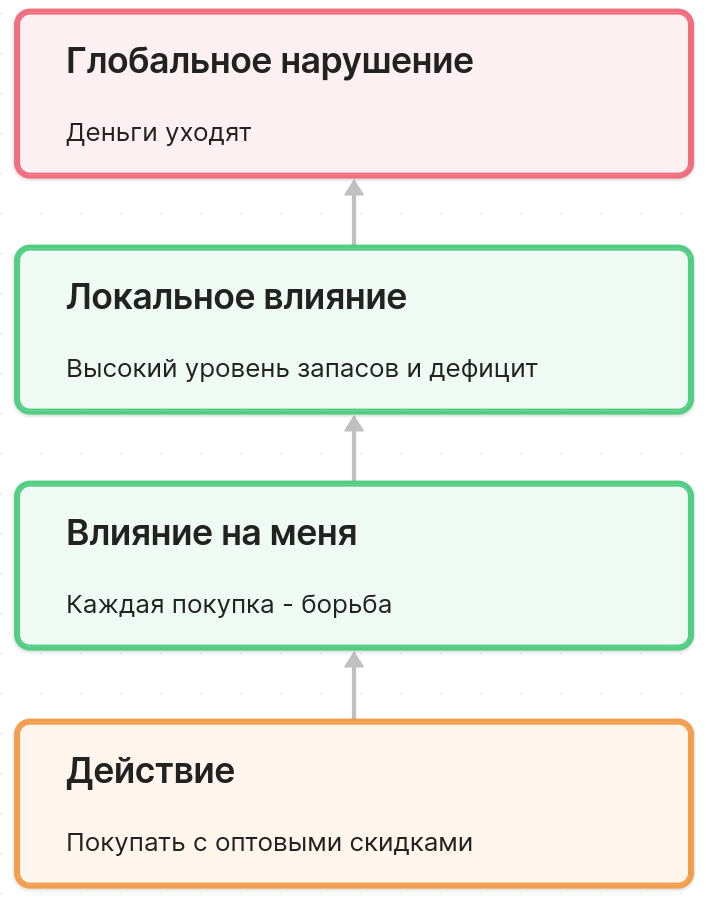 Глобальное нарушение
Деньги уходят
Локальное влияние
Высокий уровень запасов и дефицит
Влияние на меня
Каждая покупка - борьба
Действие
Покупать с оптовыми скидками